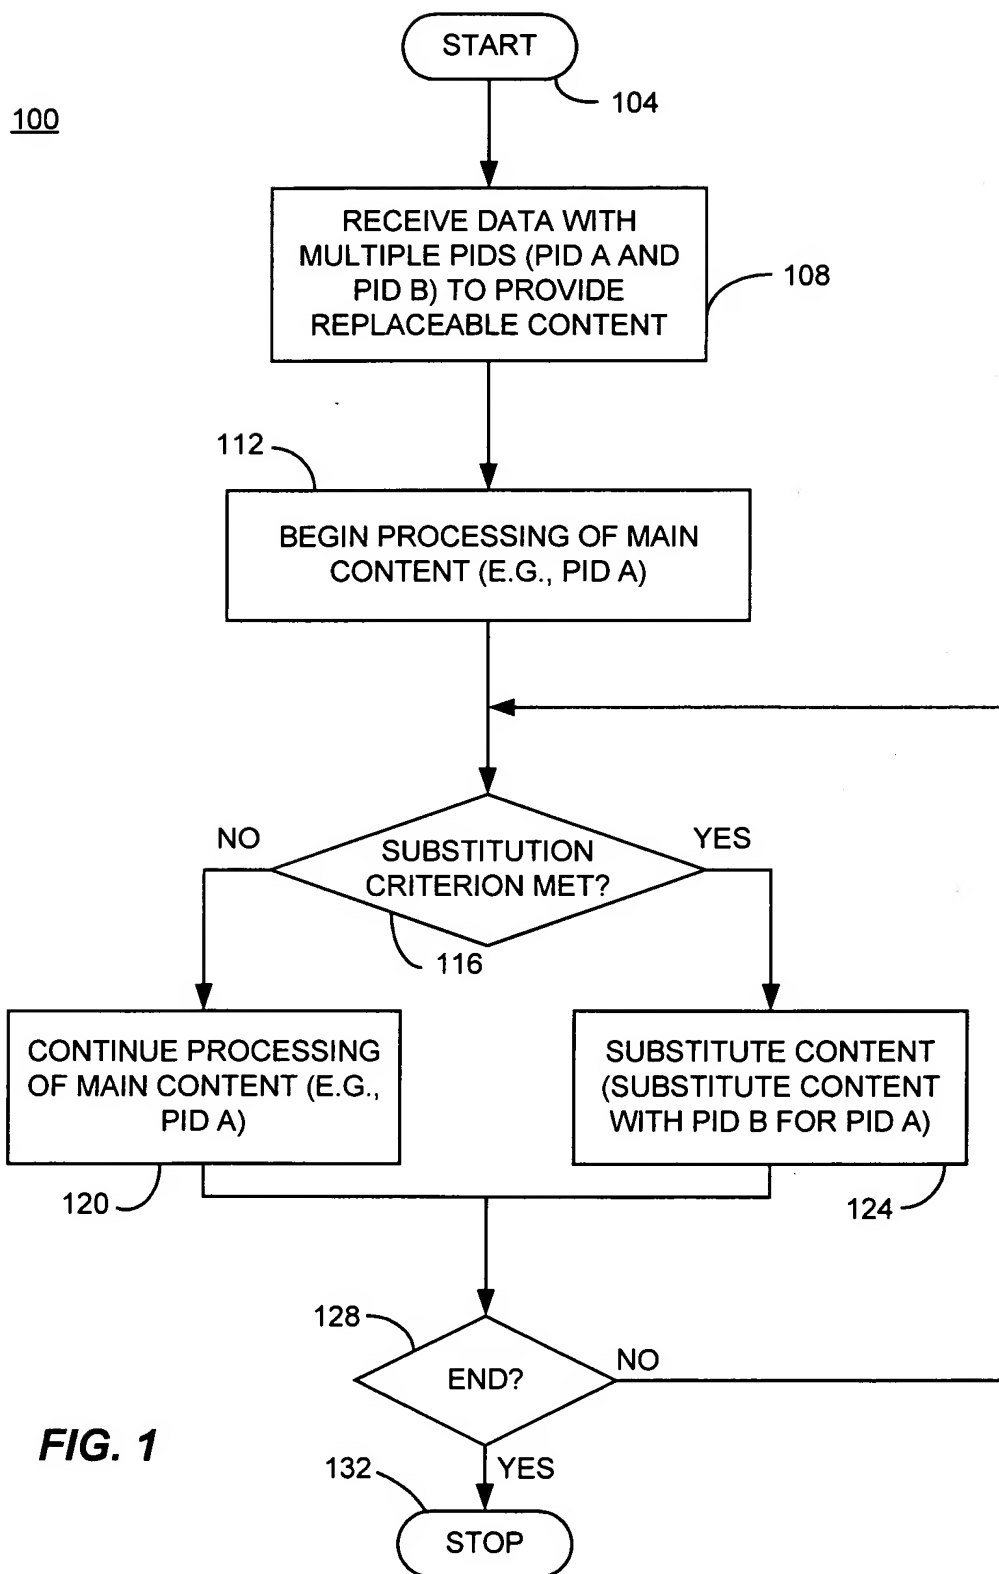 START
104
100
RECEIVE DATA WITH
MULTIPLE PIDS (PID A AND
PID B) TO PROVIDE
REPLACEABLE CONTENT
108
112
BEGIN PROCESSING OF MAIN
CONTENT (E.G., PID A)
NO
YES
SUBSTITUTION
CRITERION MET?
116
CONTINUE PROCESSING
OF MAIN CONTENT (E.G.,
PID A)
120
SUBSTITUTE CONTENT
(SUBSTITUTE CONTENT
WITH PID B FOR PID A)
124
128
END?
NO
FIG. 1
YES
132
STOP